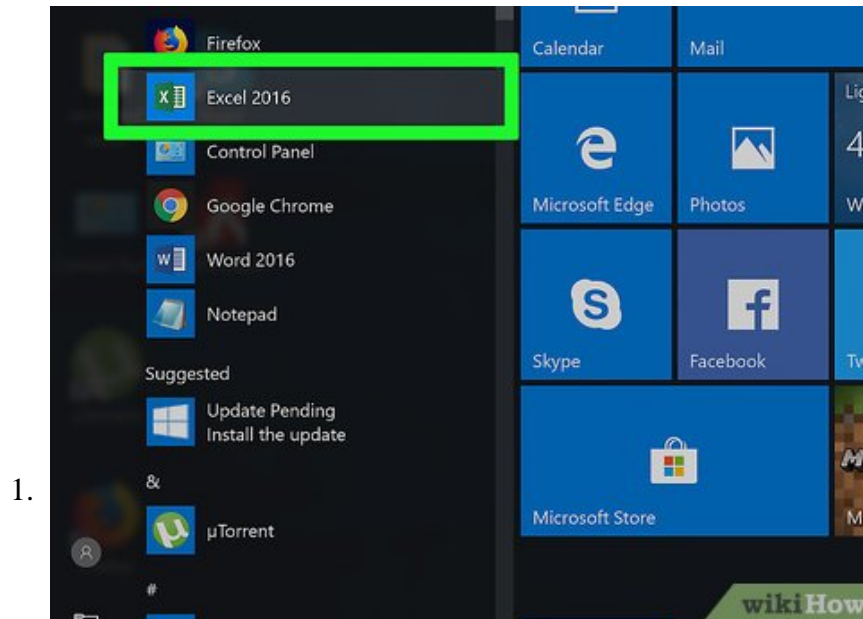 Firefox
Calendar
Mail
Excel 2016
Control Panel
Google Chrome
Microsoft Edge
Photos
Word 2016
Notepad
Skype
Facebook
Suggested
Update Pending
Install the update
1.
&
µTorrent
Microsoft Store
#
wikiHow